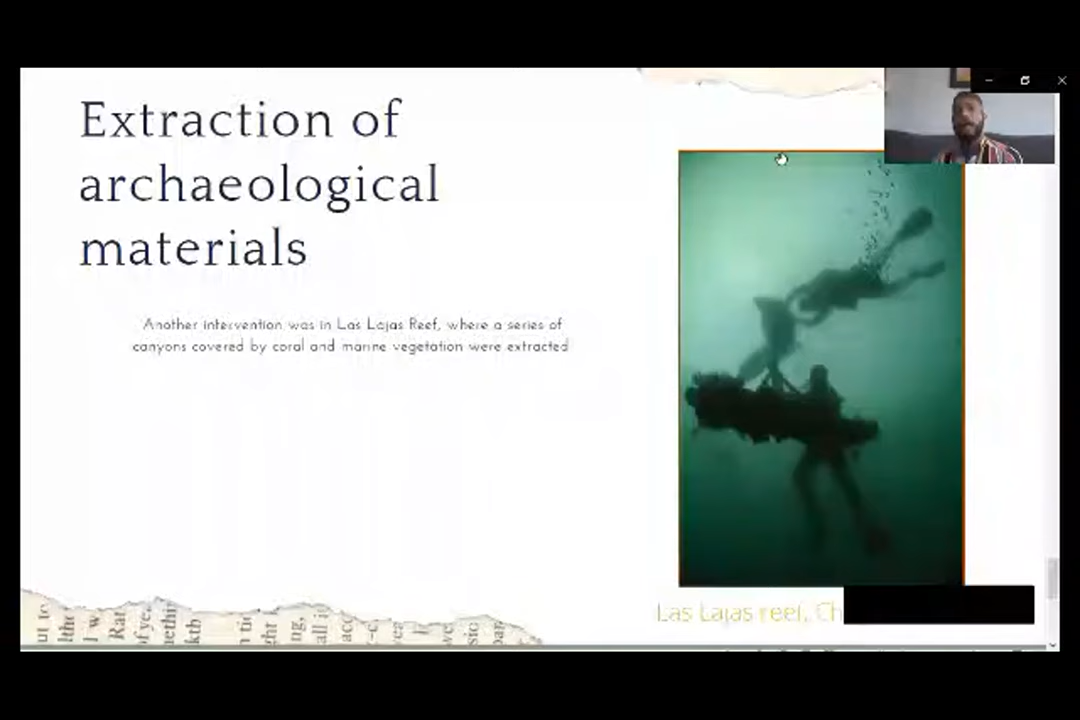 Extraction of
archaeological
materials
Another intervention was in Las Lajas Reef, where a series of
canyons covered by coral and marine vegetation were extracted
Las Lajas reef, Ch